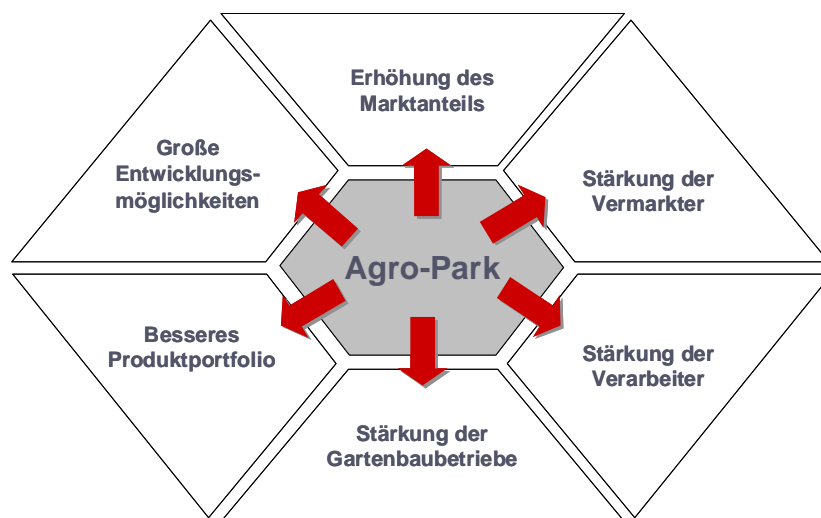 Erhöhung des
Marktanteils
Große
Entwicklungs-
möglichkeiten
Stärkung der
Vermarkter
Agro-Park
Besseres
Produktportfolio
Stärkung der
Verarbeiter
Stärkung der
Gartenbaubetriebe